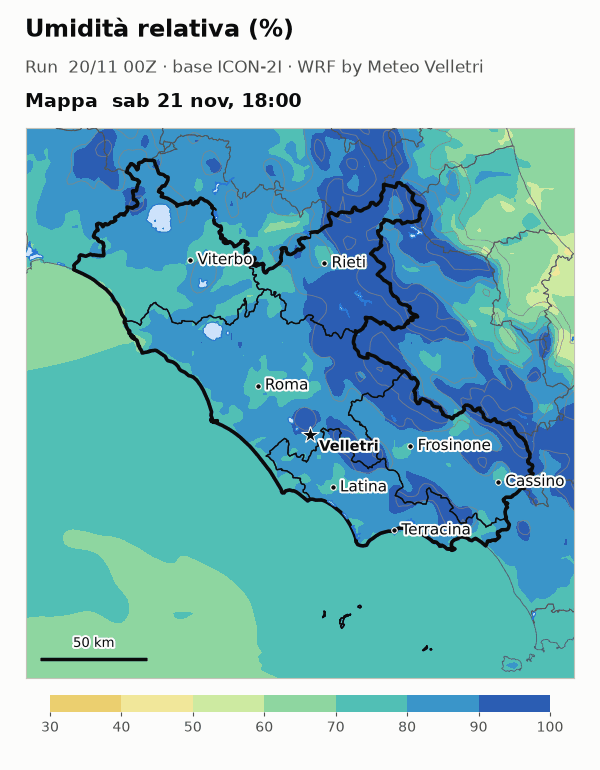 Umidità relativa (%)
Run  20/11 00Z · base ICON-2I · WRF by Meteo Velletri
Mappa  sab 21 nov, 18:00
Viterbo
Rieti
Roma
Velletri
Frosinone
Cassino
Latina
Terracina
50 km
30 40 50 60 70 80 90 100